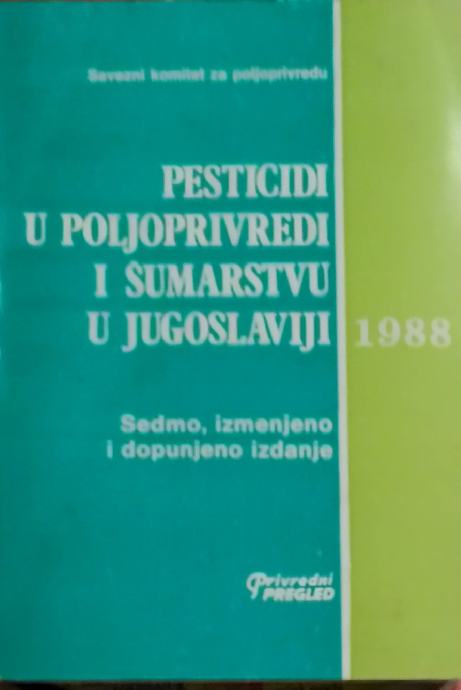 Savezni komitet za poljoprivredu
PESTICIDI
U POLJOPRIVREDI
I ŠUMARSTVU
U JUGOSLAVIJI
1988
Sedmo, izmenjeno
i dopunjeno izdanje
Privredni
PREGLED